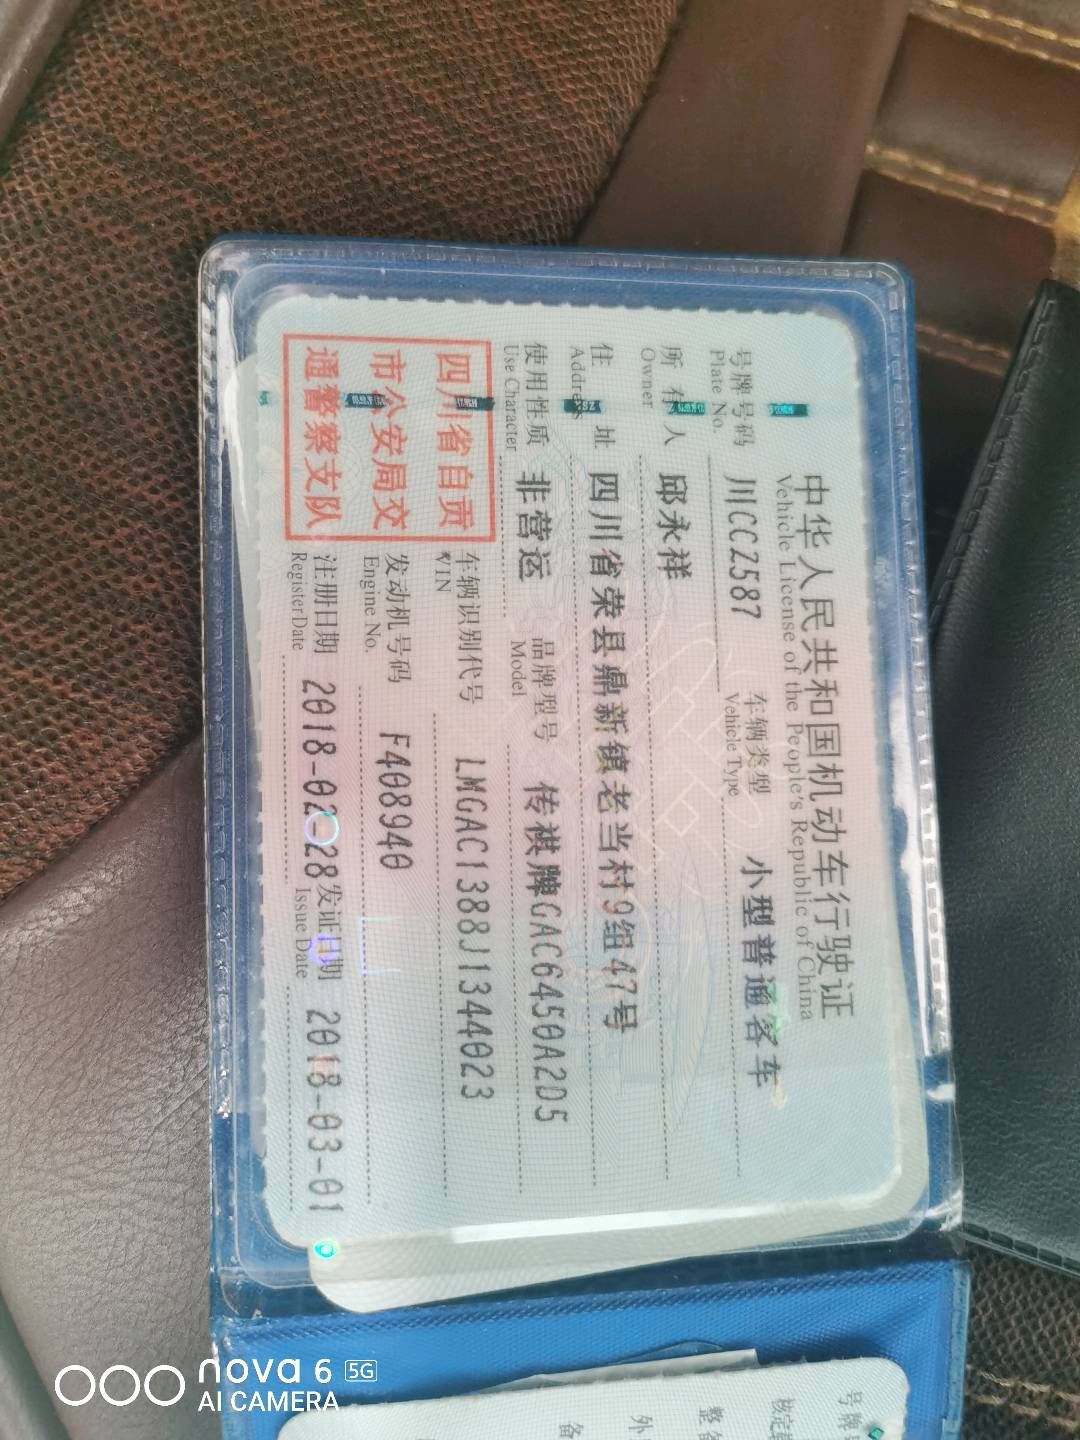 中华人民共和国机动车行驶证
Vehicle License of the People's Republic of China
号牌号码 川CCZ587 车辆类型 小型普通客车
Plate No. Vehicle Type
所有人 邱永祥
Owner
住址 四川省荣县鼎新镇老当村9组47号
Address
使用性质 非营运 品牌型号 传祺牌GAC6450A2D5
Use Character Model
四川省自贡
市公安局交
通警察支队
车辆识别代号 LMGAC1388J1344023
VIN
发动机号码 F408940
Engine No.
注册日期 2018-02-28 发证日期 2018-03-01
Register Date Issue Date
号牌
核定
整备
外
备
nova 6 5G
AI CAMERA